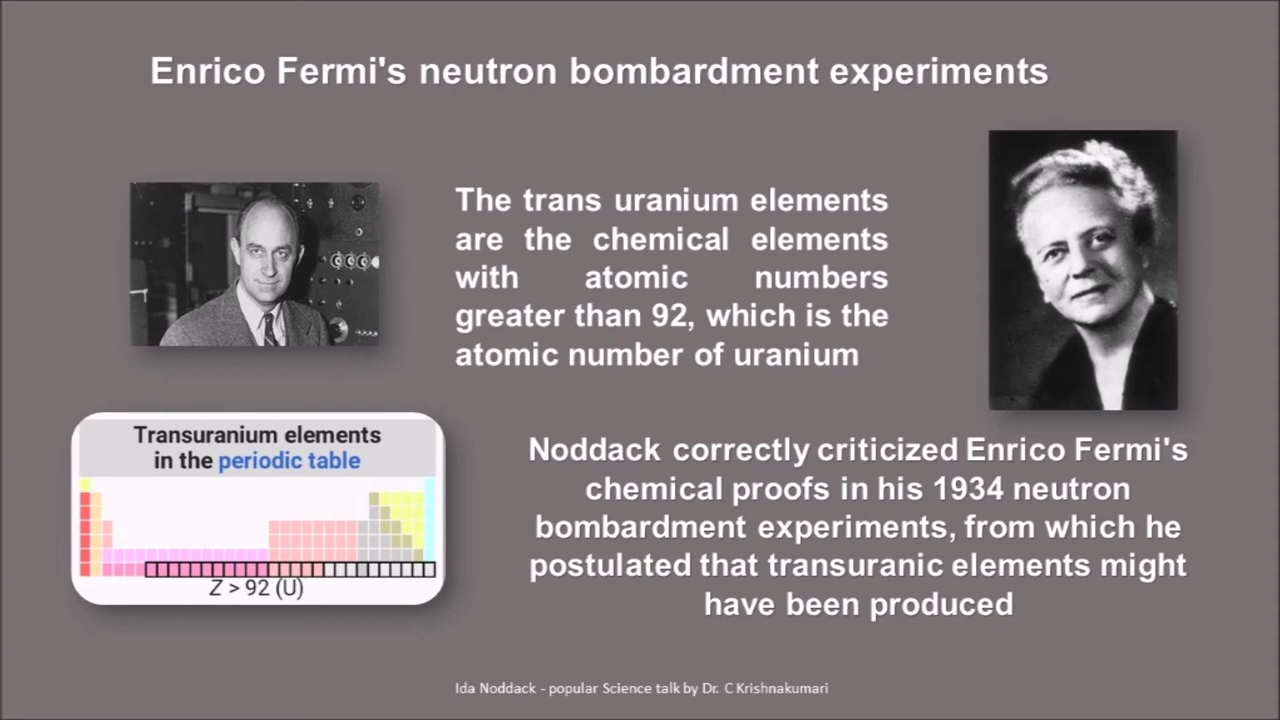 Enrico Fermi's neutron bombardment experiments
The trans uranium elements
are the chemical elements
with atomic numbers
greater than 92, which is the
atomic number of uranium
Transuranium elements
in the periodic table
Z > 92 (U)
Noddack correctly criticized Enrico Fermi's
chemical proofs in his 1934 neutron
bombardment experiments, from which he
postulated that transuranic elements might
have been produced
Ida Noddack - popular Science talk by Dr. C Krishnakumari